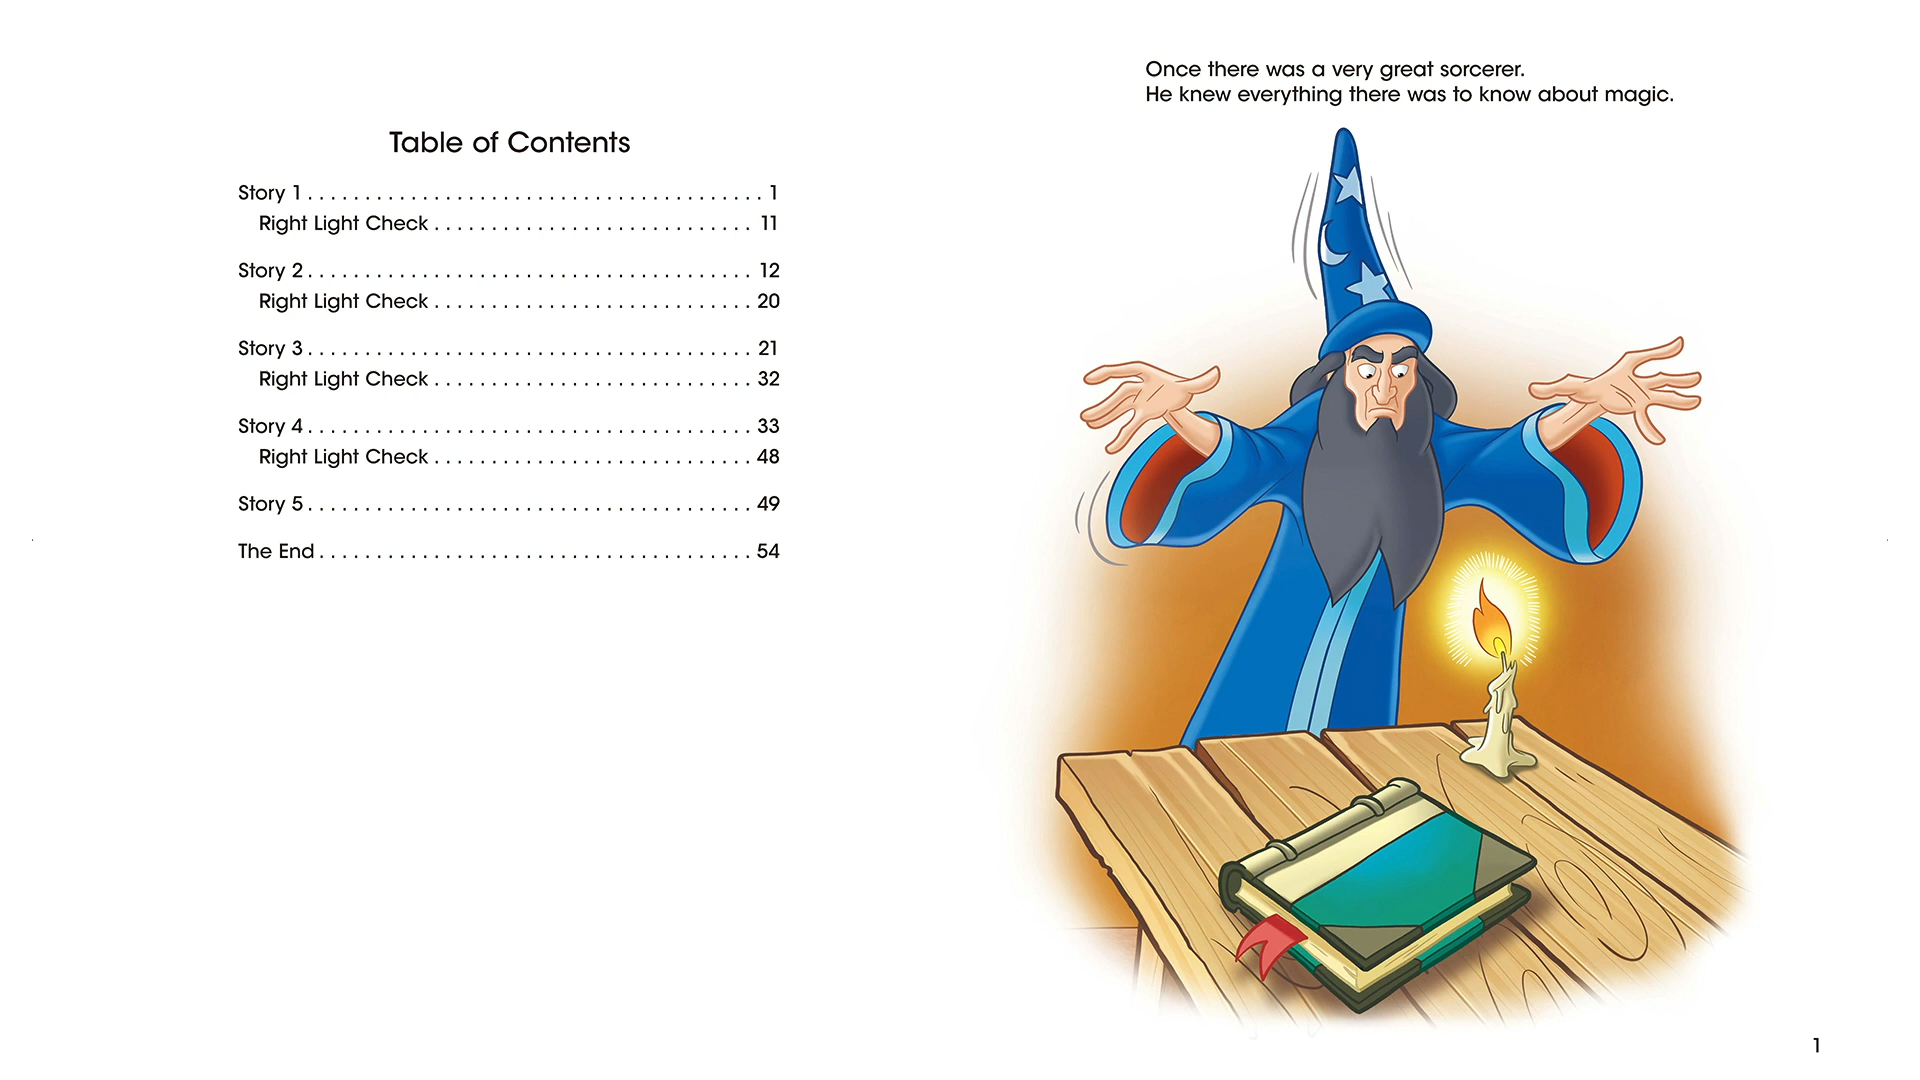 Table of Contents
Story 1 . . . . . . . . . . . . . . . . . . . . . . . . . . . . . . . . . . . . . . . . 1
Right Light Check . . . . . . . . . . . . . . . . . . . . . . . . . . . . 11
Story 2 . . . . . . . . . . . . . . . . . . . . . . . . . . . . . . . . . . . . . . . 12
Right Light Check . . . . . . . . . . . . . . . . . . . . . . . . . . . . 20
Story 3 . . . . . . . . . . . . . . . . . . . . . . . . . . . . . . . . . . . . . . . 21
Right Light Check . . . . . . . . . . . . . . . . . . . . . . . . . . . . 32
Story 4 . . . . . . . . . . . . . . . . . . . . . . . . . . . . . . . . . . . . . . . 33
Right Light Check . . . . . . . . . . . . . . . . . . . . . . . . . . . . 48
Story 5 . . . . . . . . . . . . . . . . . . . . . . . . . . . . . . . . . . . . . . . 49
The End . . . . . . . . . . . . . . . . . . . . . . . . . . . . . . . . . . . . . . 54
Once there was a very great sorcerer.
He knew everything there was to know about magic.
1